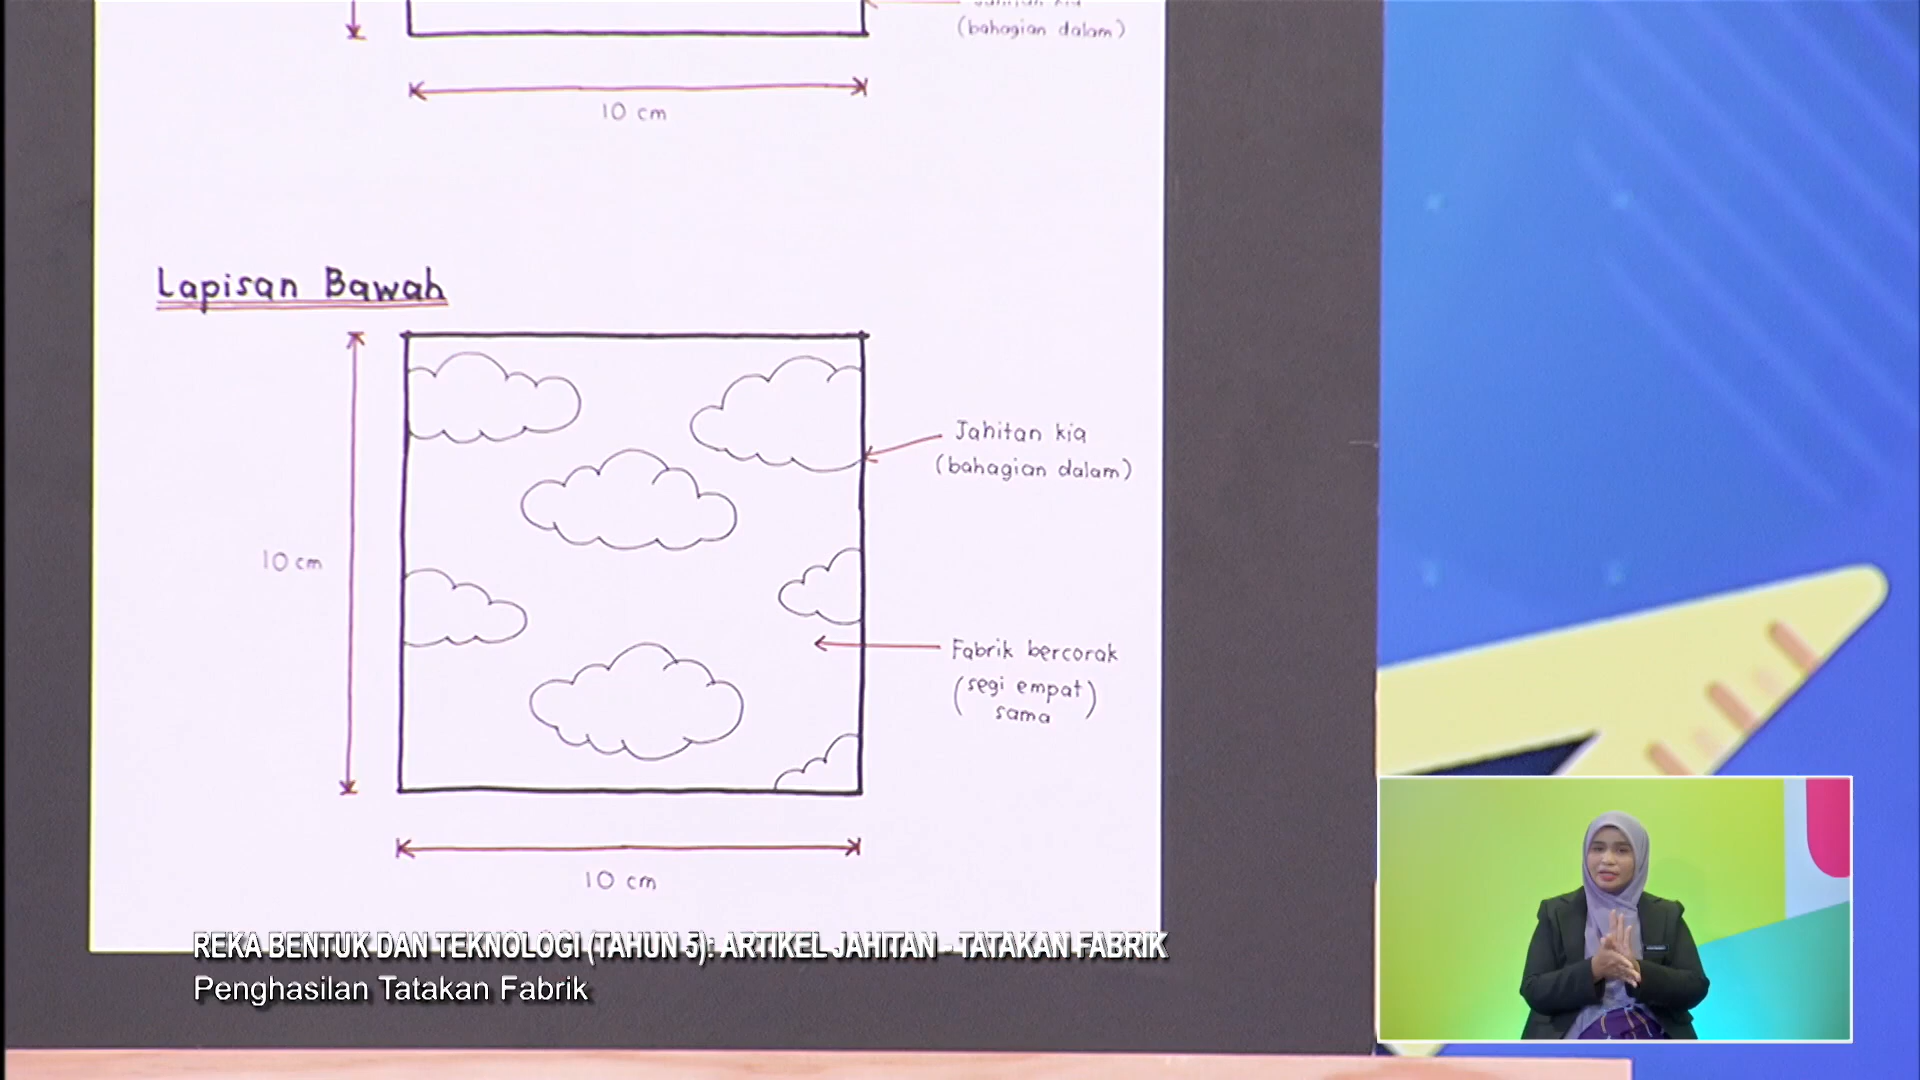 (bahagian dalam)
10 cm
Lapisan Bawah
Jahitan kia
(bahagian dalam)
10 cm
Fabrik bercorak
(segi empat)
sama
10 cm
REKA BENTUK DAN TEKNOLOGI (TAHUN 5): ARTIKEL JAHITAN - TATAKAN FABRIK
Penghasilan Tatakan Fabrik